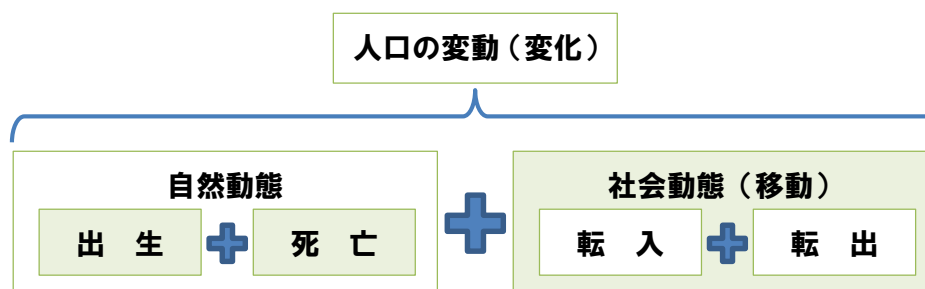 人口の変動（変化）
自然動態
出 生
死 亡
社会動態（移動）
転 入
転 出